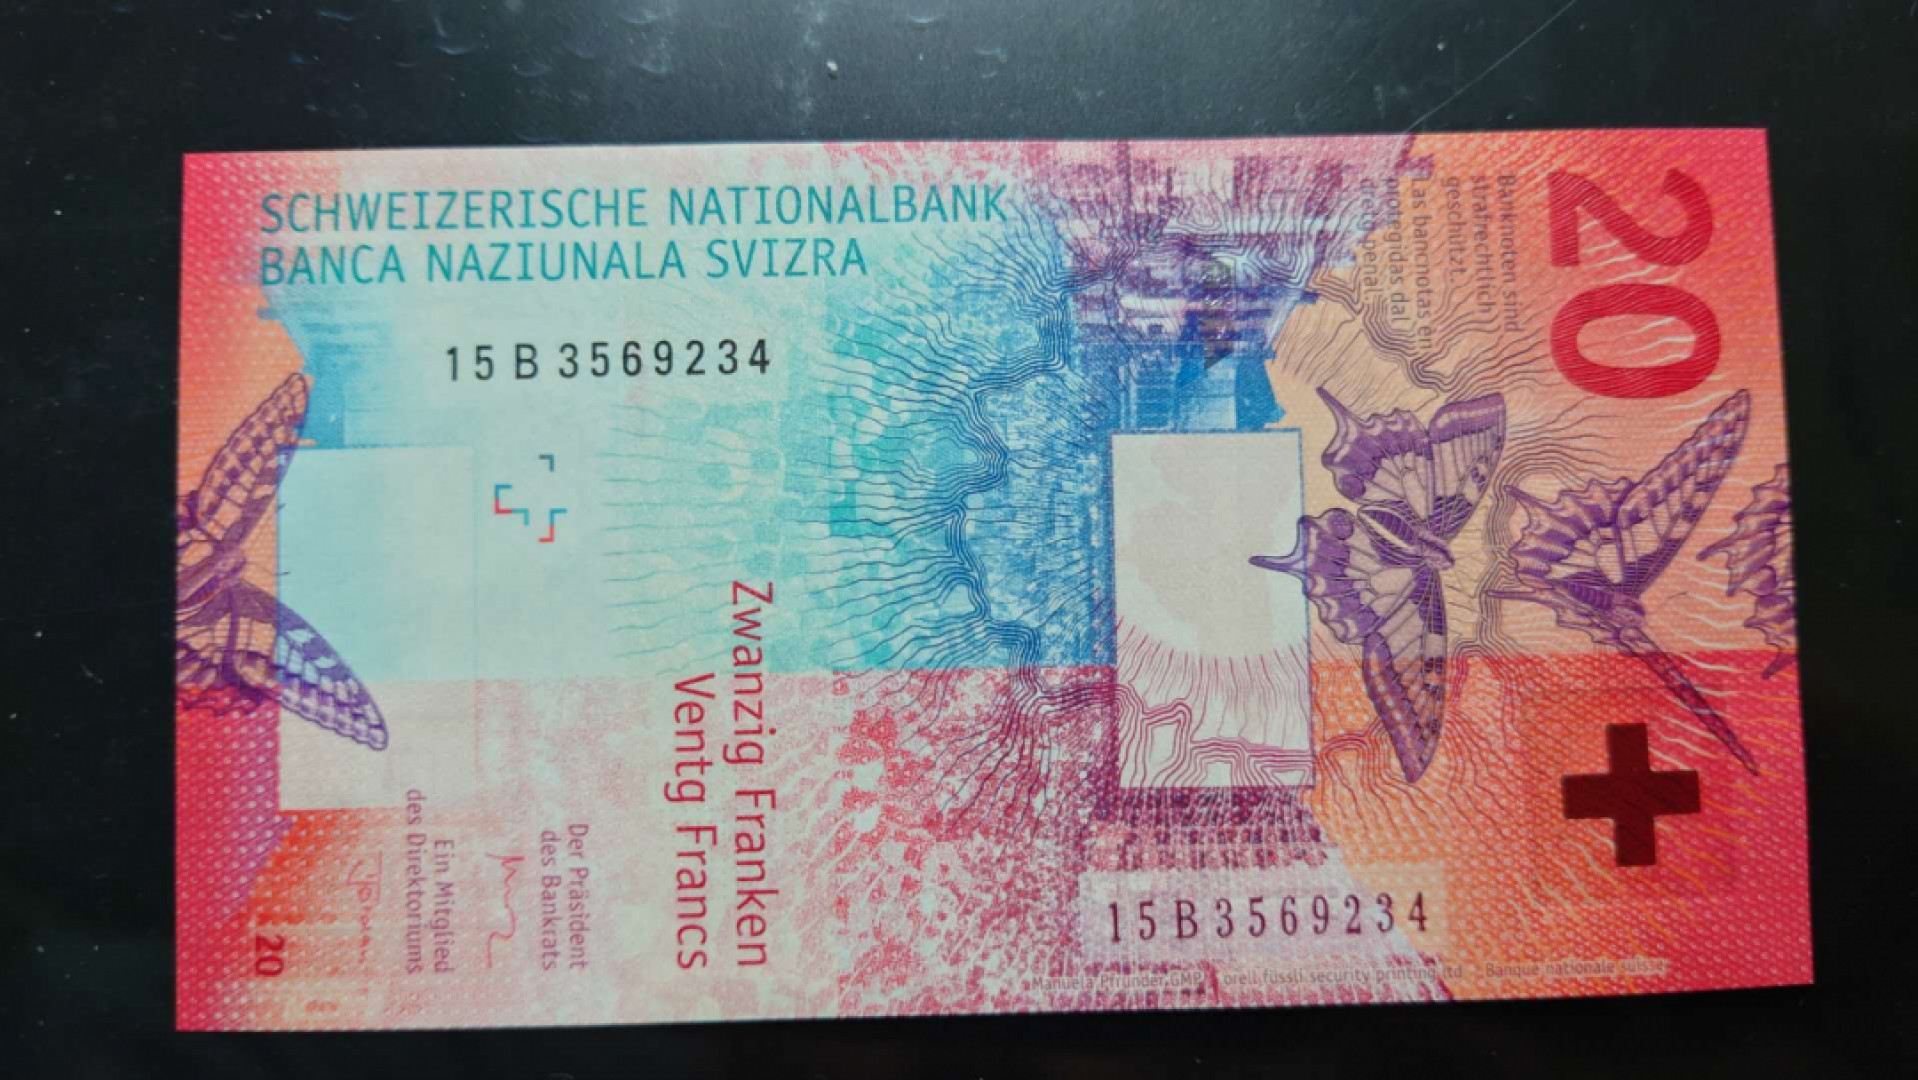 SCHWEIZERISCHE NATIONALBANK
BANCA NAZIUNALA SVIZRA
15 B 3569234
20
Banknoten sind
strafrechtlich
geschützt.
Las bancnotas èn
protegidas dal
dretg penal.
Zwanzig Franken
Ventg Francs
Der Präsident
des Bankrats
Ein Mitglied
des Direktoriums
20
15 B 3569234
Manuela Pfrunder, GMP orell füssli security printing ltd Banque nationale suisse